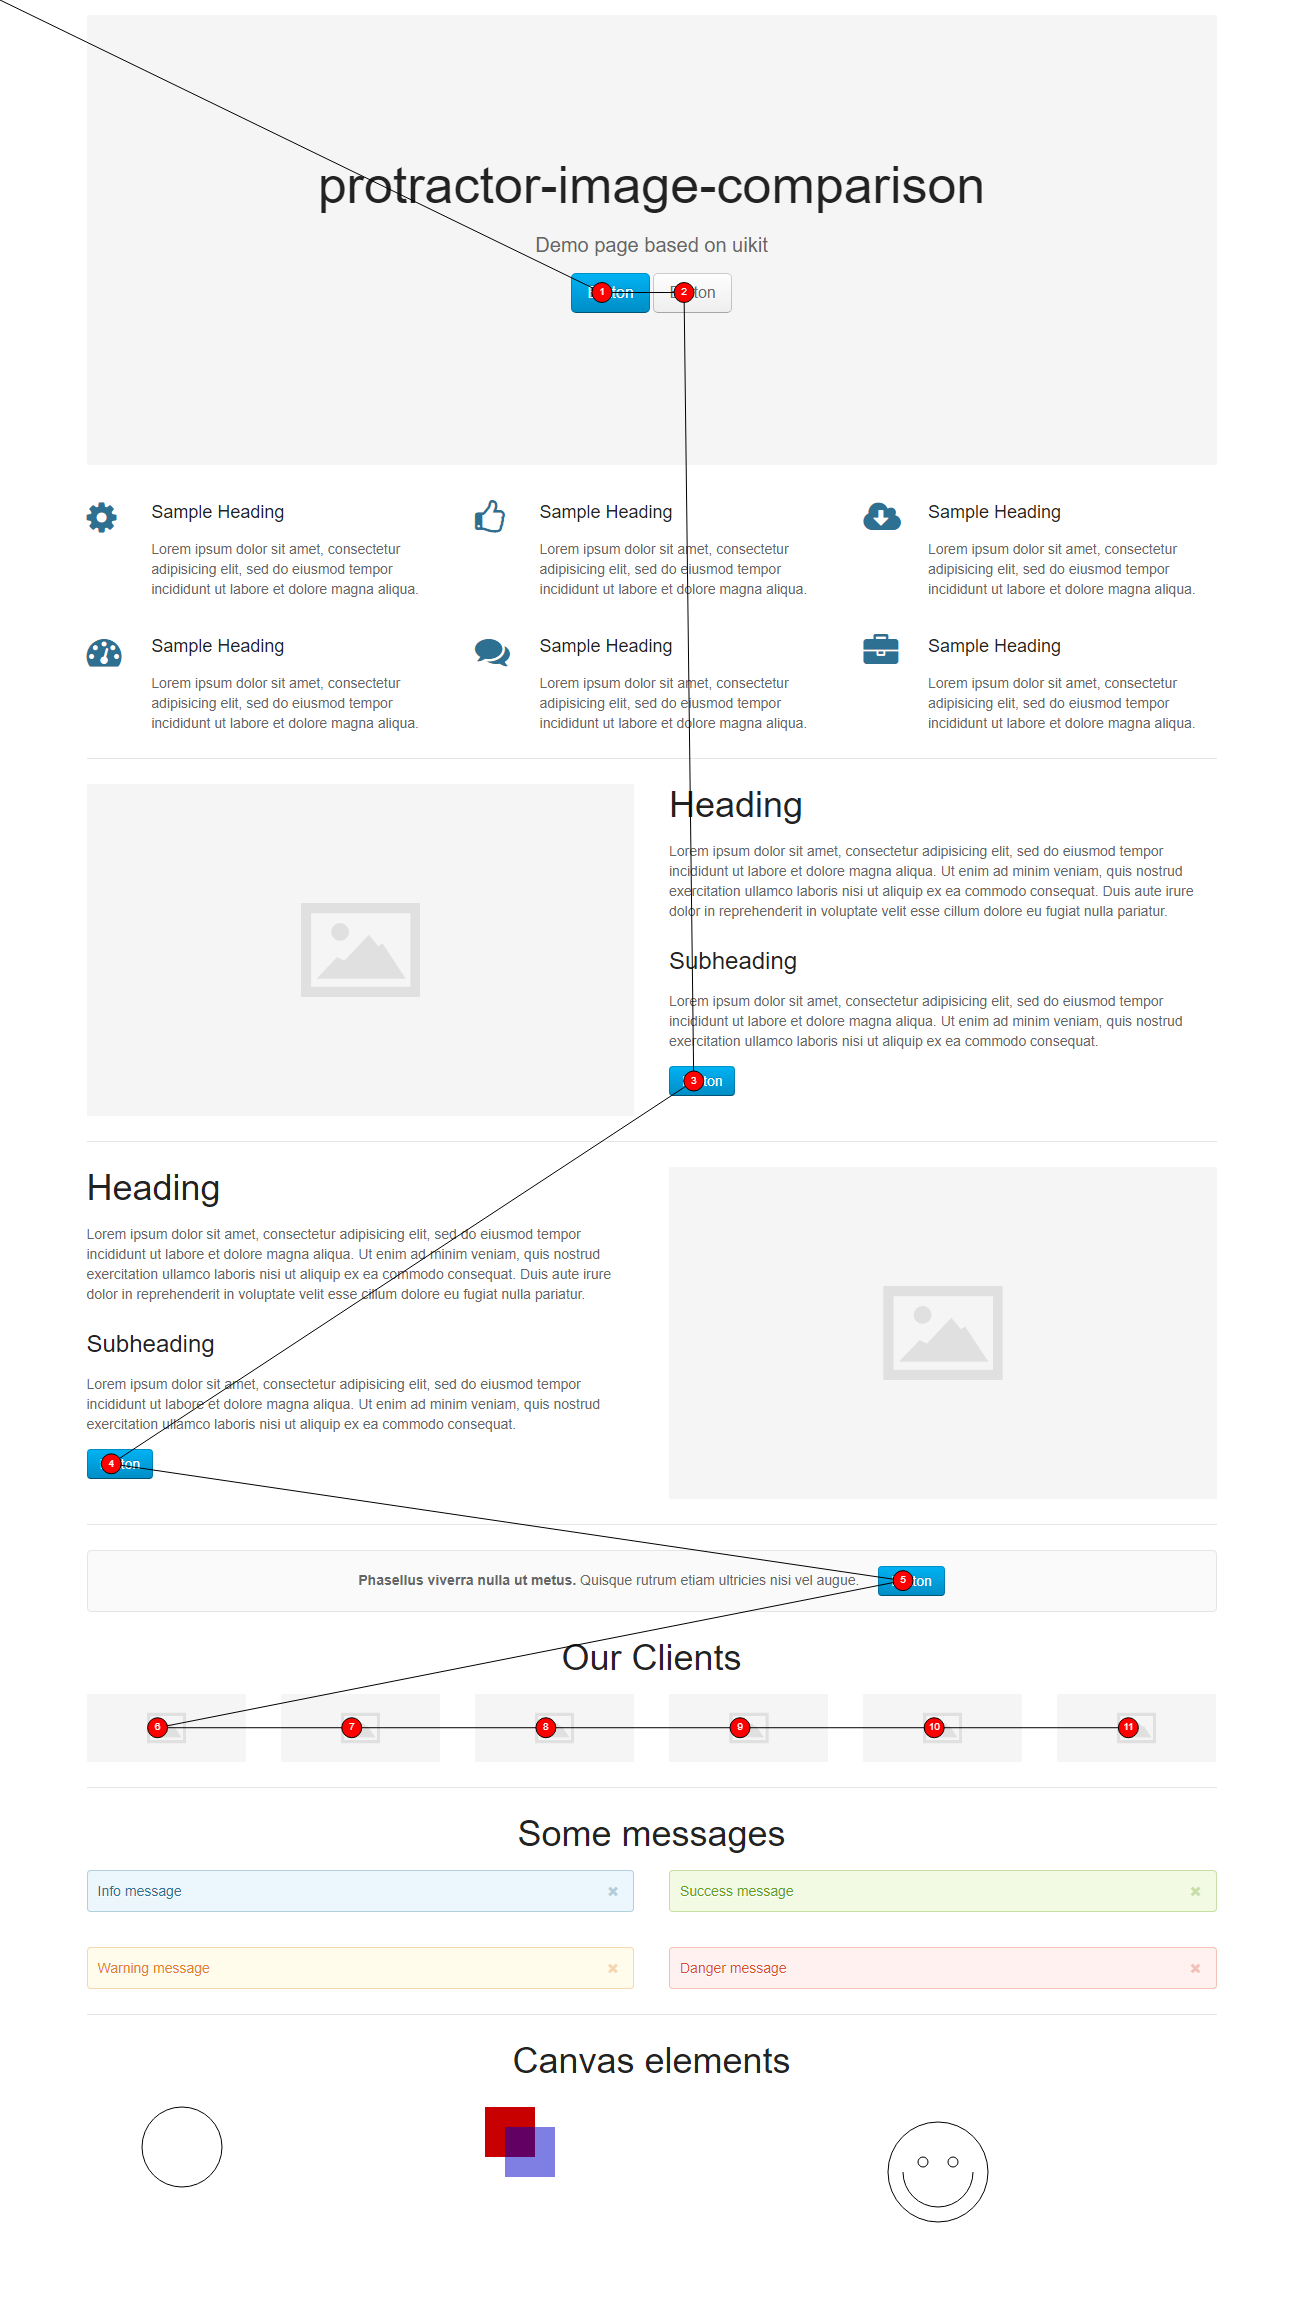 protractor-image-comparison
Demo page based on uikit
1 2
Sample Heading
Lorem ipsum dolor sit amet, consectetur
adipisicing elit, sed do eiusmod tempor
incididunt ut labore et dolore magna aliqua.
Sample Heading
Lorem ipsum dolor sit amet, consectetur
adipisicing elit, sed do eiusmod tempor
incididunt ut labore et dolore magna aliqua.
Sample Heading
Lorem ipsum dolor sit amet, consectetur
adipisicing elit, sed do eiusmod tempor
incididunt ut labore et dolore magna aliqua.
Sample Heading
Lorem ipsum dolor sit amet, consectetur
adipisicing elit, sed do eiusmod tempor
incididunt ut labore et dolore magna aliqua.
Sample Heading
Lorem ipsum dolor sit amet, consectetur
adipisicing elit, sed do eiusmod tempor
incididunt ut labore et dolore magna aliqua.
Sample Heading
Lorem ipsum dolor sit amet, consectetur
adipisicing elit, sed do eiusmod tempor
incididunt ut labore et dolore magna aliqua.
Heading
Lorem ipsum dolor sit amet, consectetur adipisicing elit, sed do eiusmod tempor
incididunt ut labore et dolore magna aliqua. Ut enim ad minim veniam, quis nostrud
exercitation ullamco laboris nisi ut aliquip ex ea commodo consequat. Duis aute irure
dolor in reprehenderit in voluptate velit esse cillum dolore eu fugiat nulla pariatur.
Subheading
Lorem ipsum dolor sit amet, consectetur adipisicing elit, sed do eiusmod tempor
incididunt ut labore et dolore magna aliqua. Ut enim ad minim veniam, quis nostrud
exercitation ullamco laboris nisi ut aliquip ex ea commodo consequat.
3
Heading
Lorem ipsum dolor sit amet, consectetur adipisicing elit, sed do eiusmod tempor
incididunt ut labore et dolore magna aliqua. Ut enim ad minim veniam, quis nostrud
exercitation ullamco laboris nisi ut aliquip ex ea commodo consequat. Duis aute irure
dolor in reprehenderit in voluptate velit esse cillum dolore eu fugiat nulla pariatur.
Subheading
Lorem ipsum dolor sit amet, consectetur adipisicing elit, sed do eiusmod tempor
incididunt ut labore et dolore magna aliqua. Ut enim ad minim veniam, quis nostrud
exercitation ullamco laboris nisi ut aliquip ex ea commodo consequat.
4
Phasellus viverra nulla ut metus. Quisque rutrum etiam ultricies nisi vel augue. 5
Our Clients
6 7 8 9 10 11
Some messages
Info message
Success message
Warning message
Danger message
Canvas elements